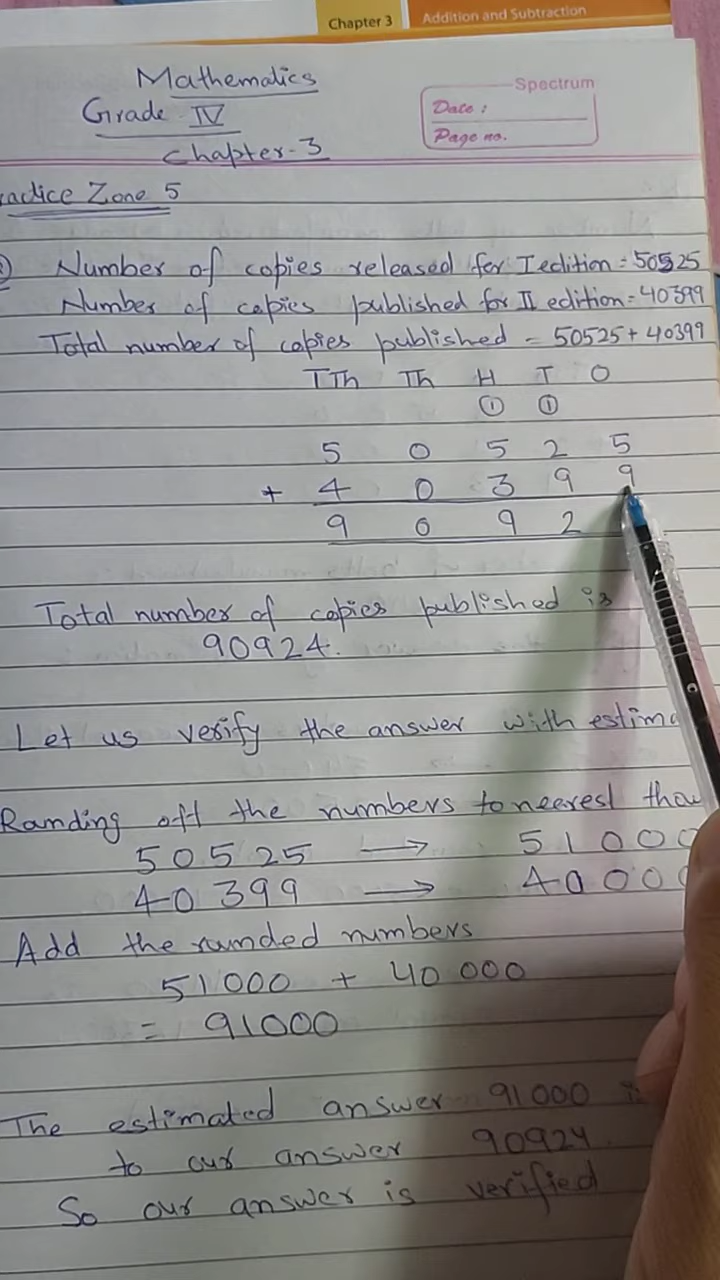 Chapter 3 Addition and Subtraction
Mathematics
Grade IV
Chapter-3
Spectrum
Date :
Page no.
Zone 5
Number of copies released for I edition = 50525
Number of copies published for II edition = 40399
Total number of copies published = 50525 + 40399
TTh Th H T O
① ①
5 0 5 2 5
+ 4 0 3 9 9
9 0 9 2
Total number of copies published is
90924.
Let us verify the answer with
Randing off the numbers to neerest
50525 → 51000
40399 → 40000
Add the runded numbers
51000 + 40 000
= 91000
The estimated answer 91000
to our answer 90924
So our answer is verified